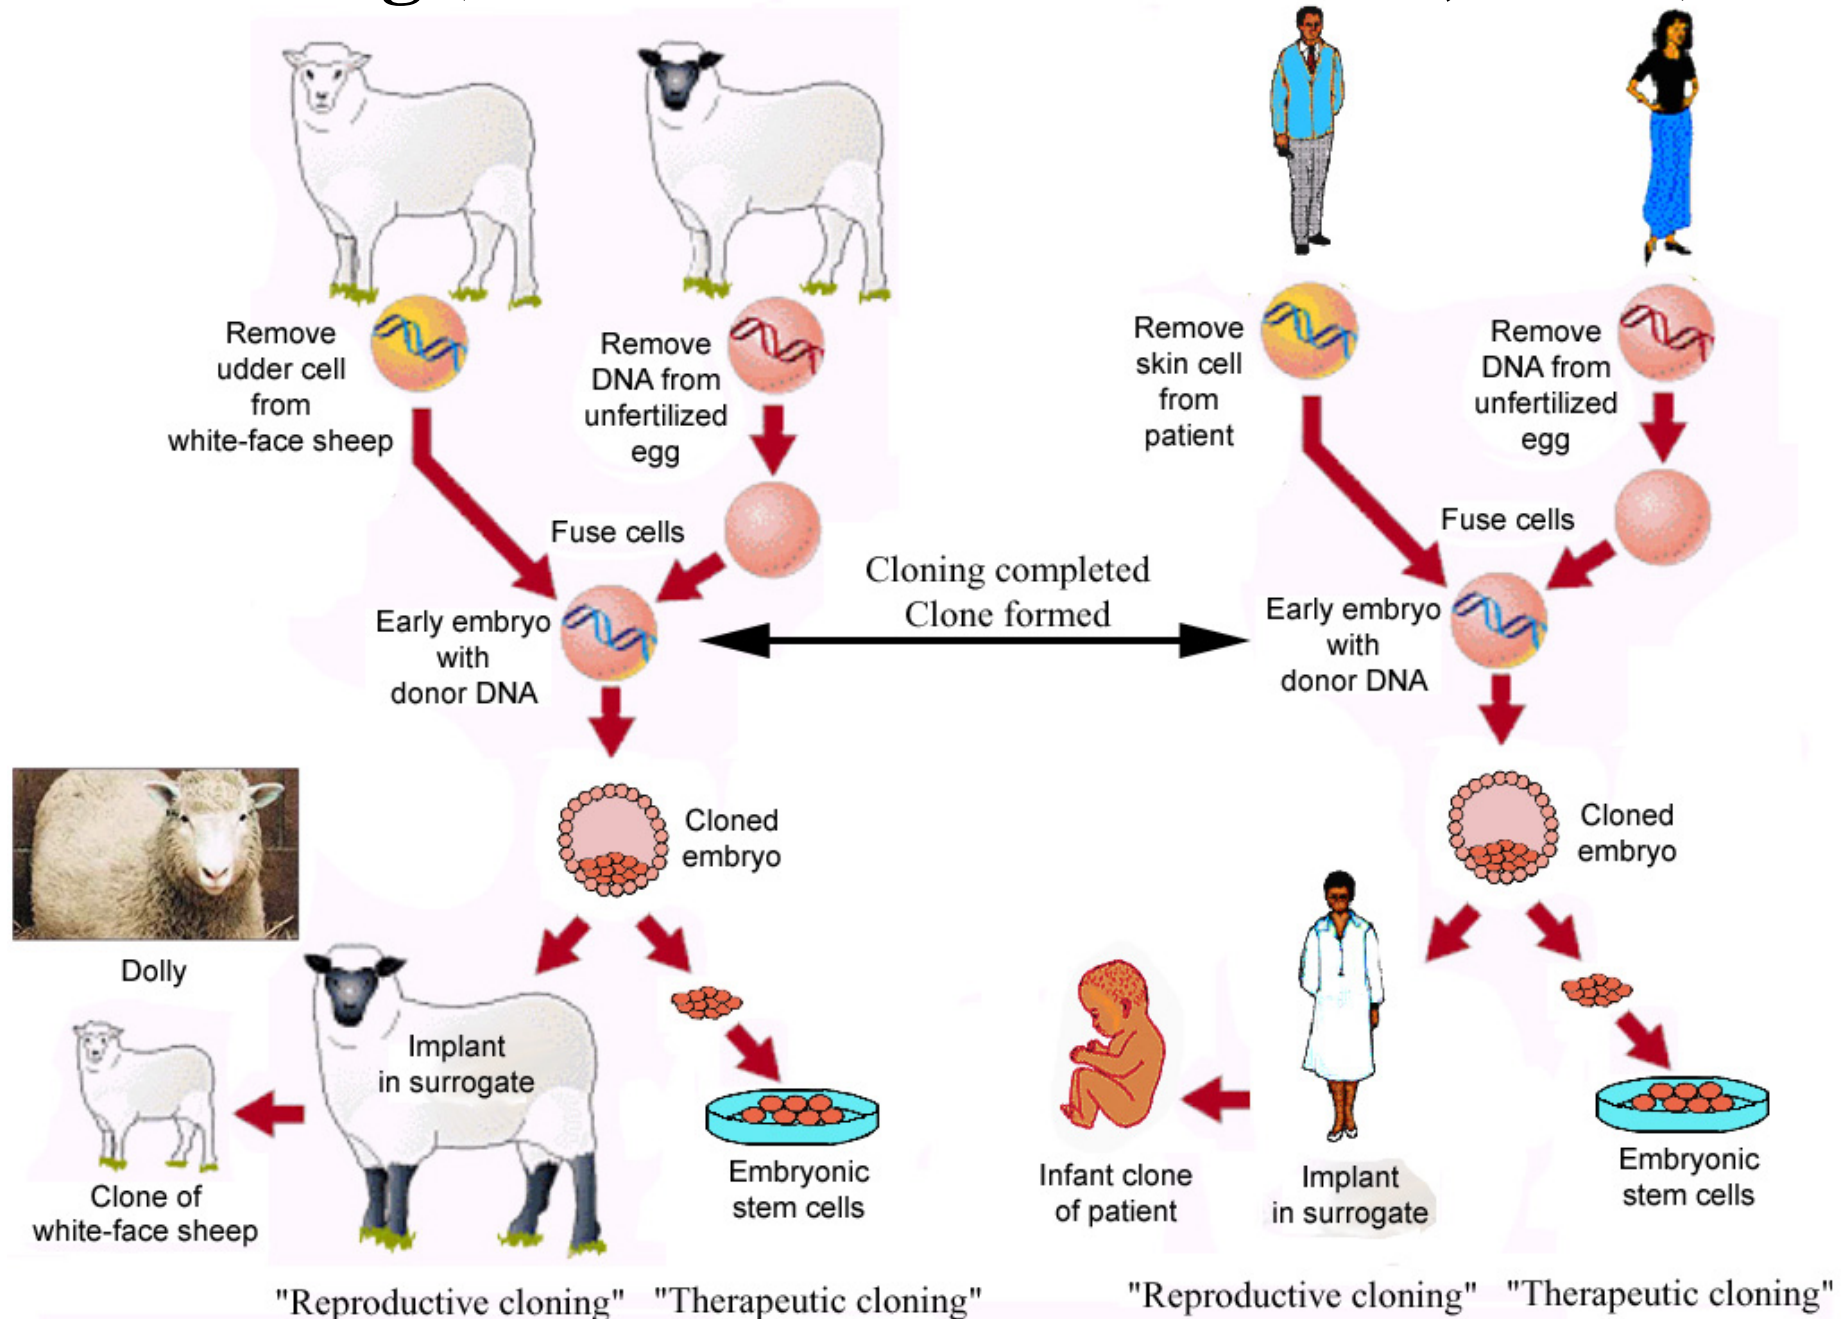 Remove
udder cell
from
white-face sheep
Remove
DNA from
unfertilized
egg
Fuse cells
Early embryo
with
donor DNA
Cloning completed
Clone formed
Remove
skin cell
from
patient
Remove
DNA from
unfertilized
egg
Fuse cells
Early embryo
with
donor DNA
Cloned
embryo
Dolly
Implant
in surrogate
Clone of
white-face sheep
Embryonic
stem cells
"Reproductive cloning"
"Therapeutic cloning"
Cloned
embryo
Infant clone
of patient
Implant
in surrogate
Embryonic
stem cells
"Reproductive cloning"
"Therapeutic cloning"